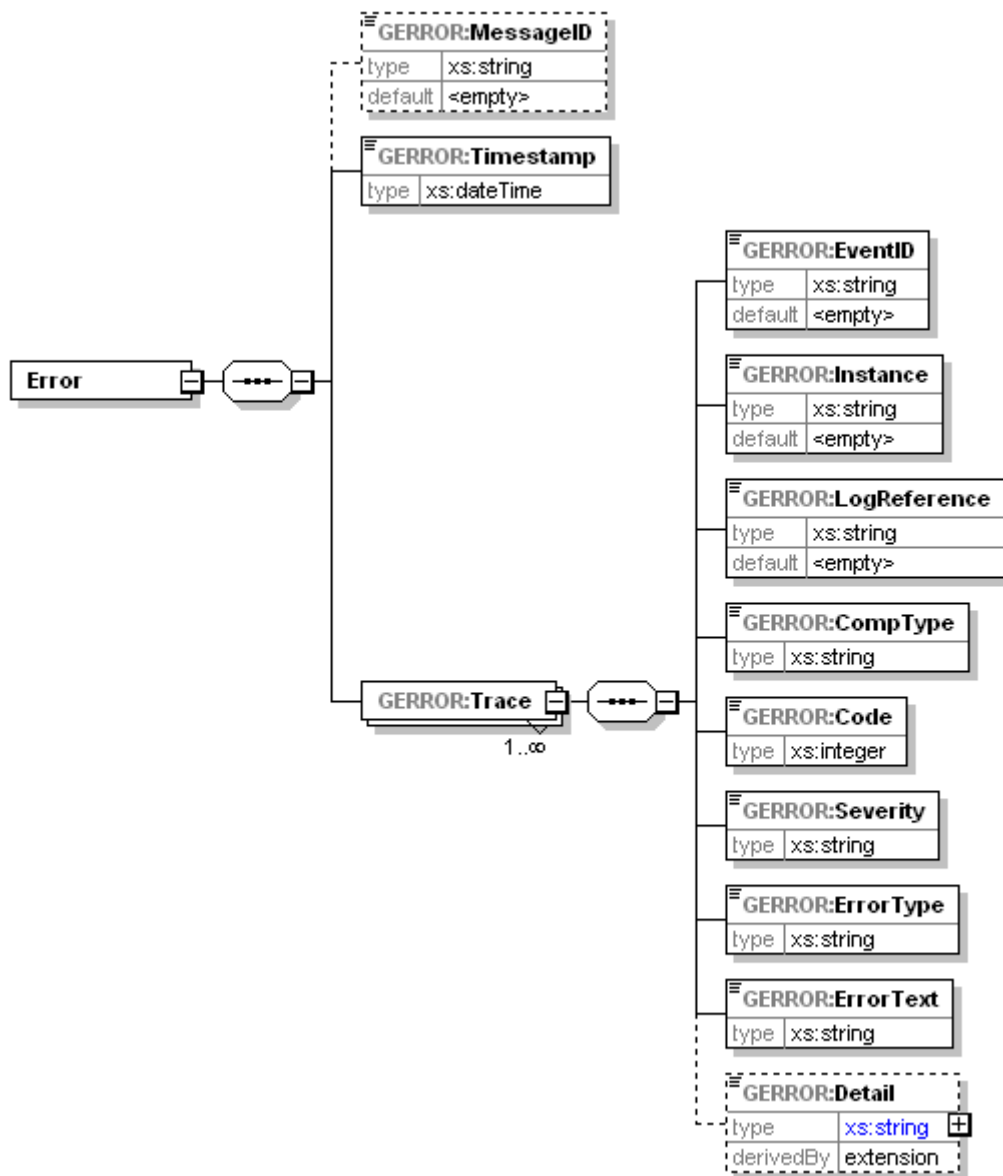 GERROR:MessageID
type xs:string
default <empty>
GERROR:Timestamp
type xs:dateTime
GERROR:EventID
type xs:string
default <empty>
Error
GERROR:Instance
type xs:string
default <empty>
GERROR:LogReference
type xs:string
default <empty>
GERROR:CompType
type xs:string
GERROR:Trace
1..∞
GERROR:Code
type xs:integer
GERROR:Severity
type xs:string
GERROR:ErrorType
type xs:string
GERROR:ErrorText
type xs:string
GERROR:Detail
type xs:string
derivedBy extension